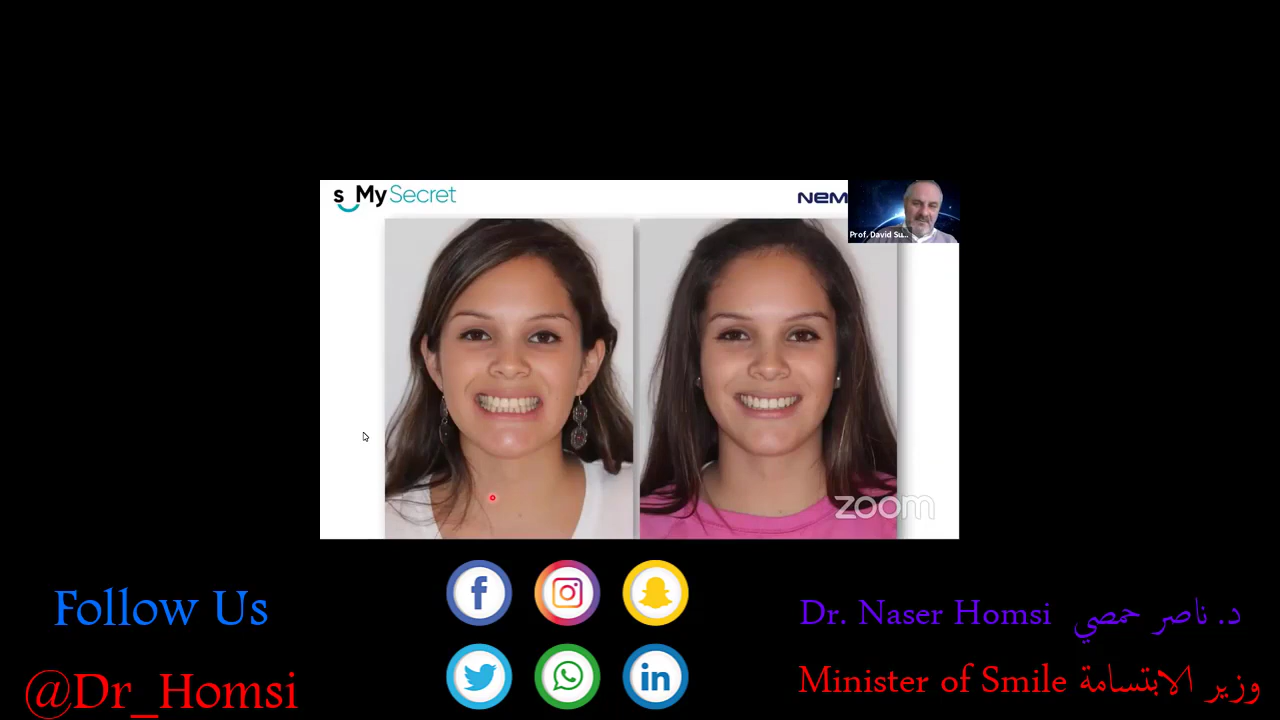 s My Secret
NEM
Prof. David Su...
zoom
Follow Us
@Dr_Homsi
Dr. Naser Homsi د. ناصر حمصي
Minister of Smile وزير الابتسامة